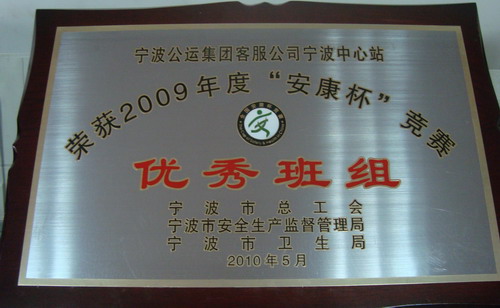 宁波公运集团客服公司宁波中心站
荣获2009年度“安康杯”竞赛
优秀班组
宁波市总工会
宁波市安全生产监督管理局
宁波市卫生局
2010年5月